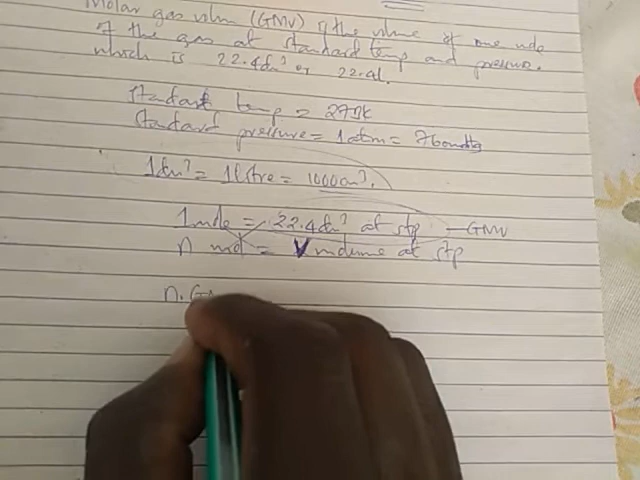 Molar gas volm (GMV) is the volume of one mole
of the gas at standard temp and pressure.
which is 22.4dm³ or 22.4L.
standard temp = 273k
standard pressure = 1atm = 760mmHg
1dm³ = 1litre = 1000cm³.
1mole = 22.4dm³ at stp — GMV
n mol = V volume at stp
n. G